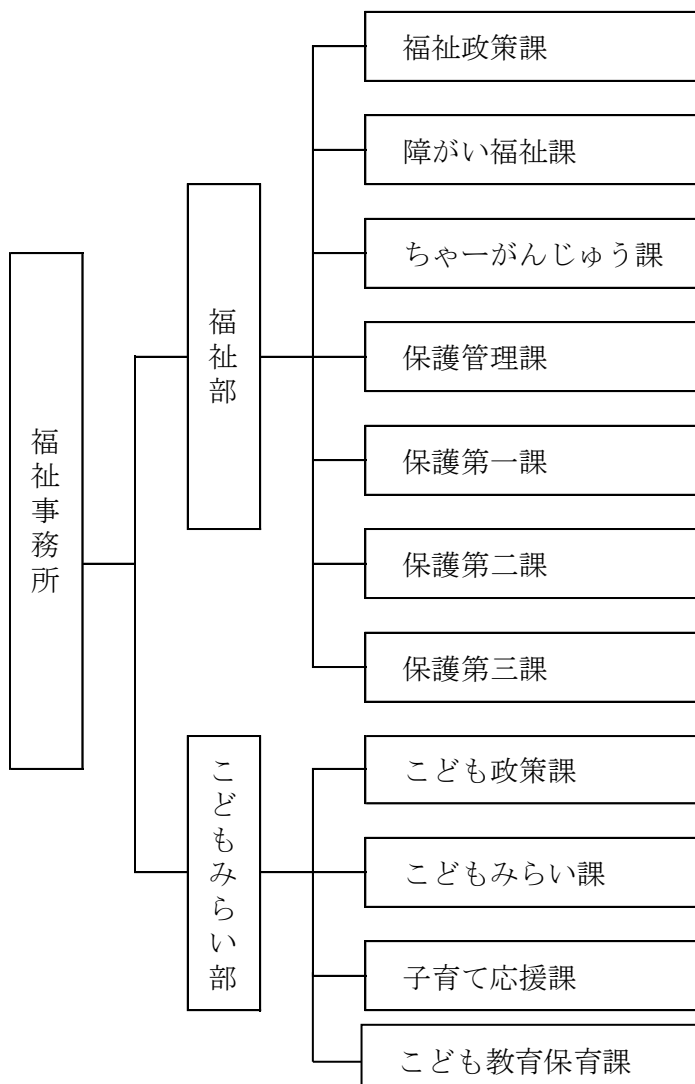 福祉事務所
福祉部
福祉政策課
障がい福祉課
ちゃーがんじゅう課
保護管理課
保護第一課
保護第二課
保護第三課
こどもみらい部
こども政策課
こどもみらい課
子育て応援課
こども教育保育課